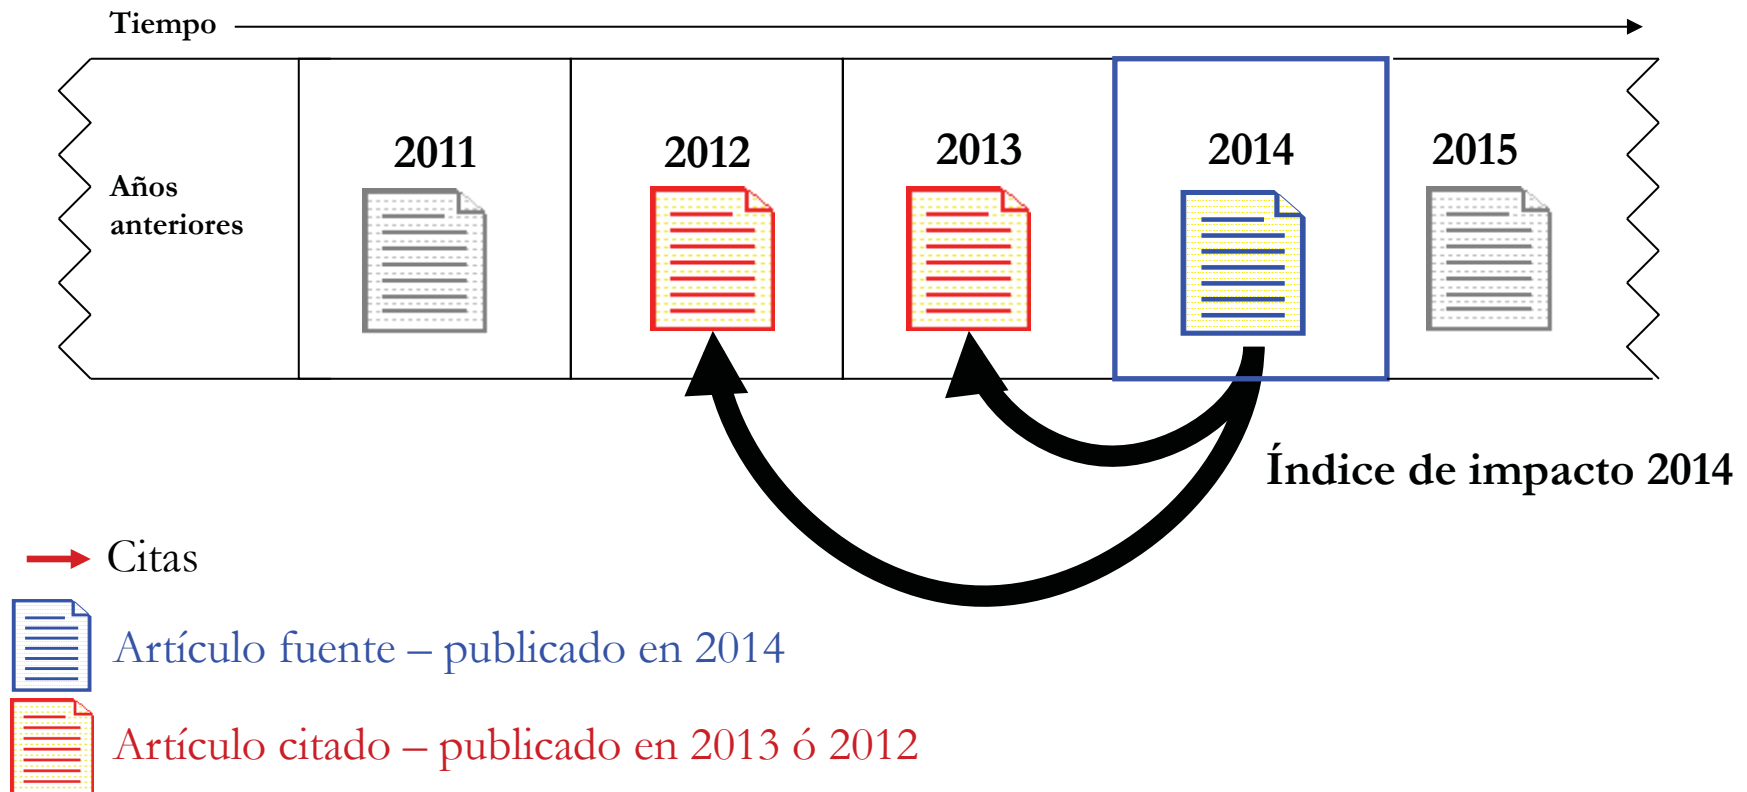 Tiempo
2011
2012
2013
2014
2015
Años
anteriores
Índice de impacto 2014
Citas
Artículo fuente – publicado en 2014
Artículo citado – publicado en 2013 ó 2012